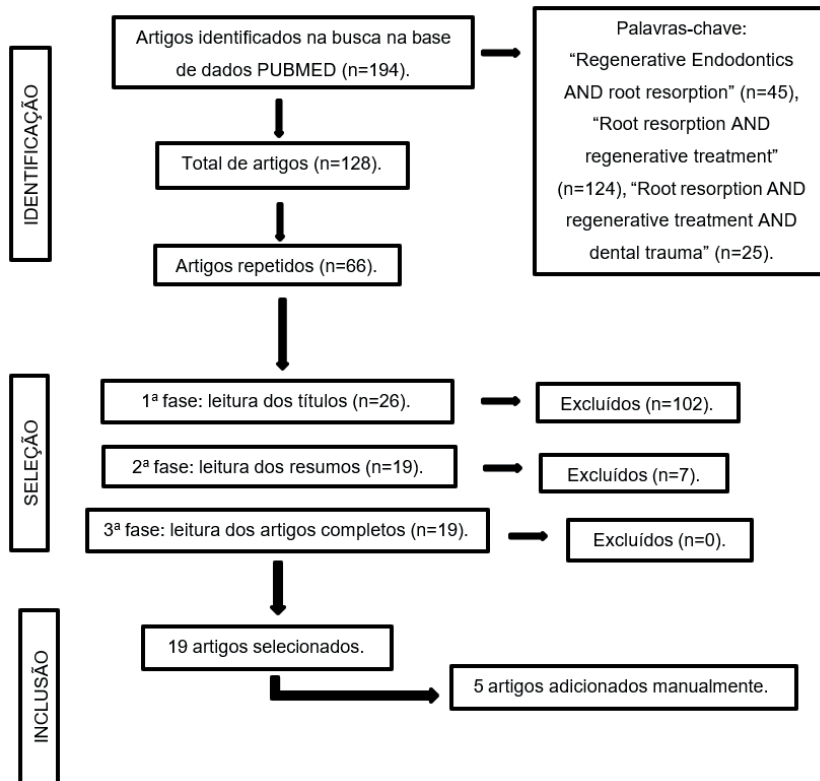 IDENTIFICAÇÃO
Artigos identificados na busca na base
de dados PUBMED (n=194).
Palavras-chave:
“Regenerative Endodontics
AND root resorption” (n=45),
“Root resorption AND
regenerative treatment”
(n=124), “Root resorption AND
regenerative treatment AND
dental trauma” (n=25).
Total de artigos (n=128).
Artigos repetidos (n=66).
SELEÇÃO
1ª fase: leitura dos títulos (n=26).
Excluídos (n=102).
2ª fase: leitura dos resumos (n=19).
Excluídos (n=7).
3ª fase: leitura dos artigos completos (n=19).
Excluídos (n=0).
INCLUSÃO
19 artigos selecionados.
5 artigos adicionados manualmente.